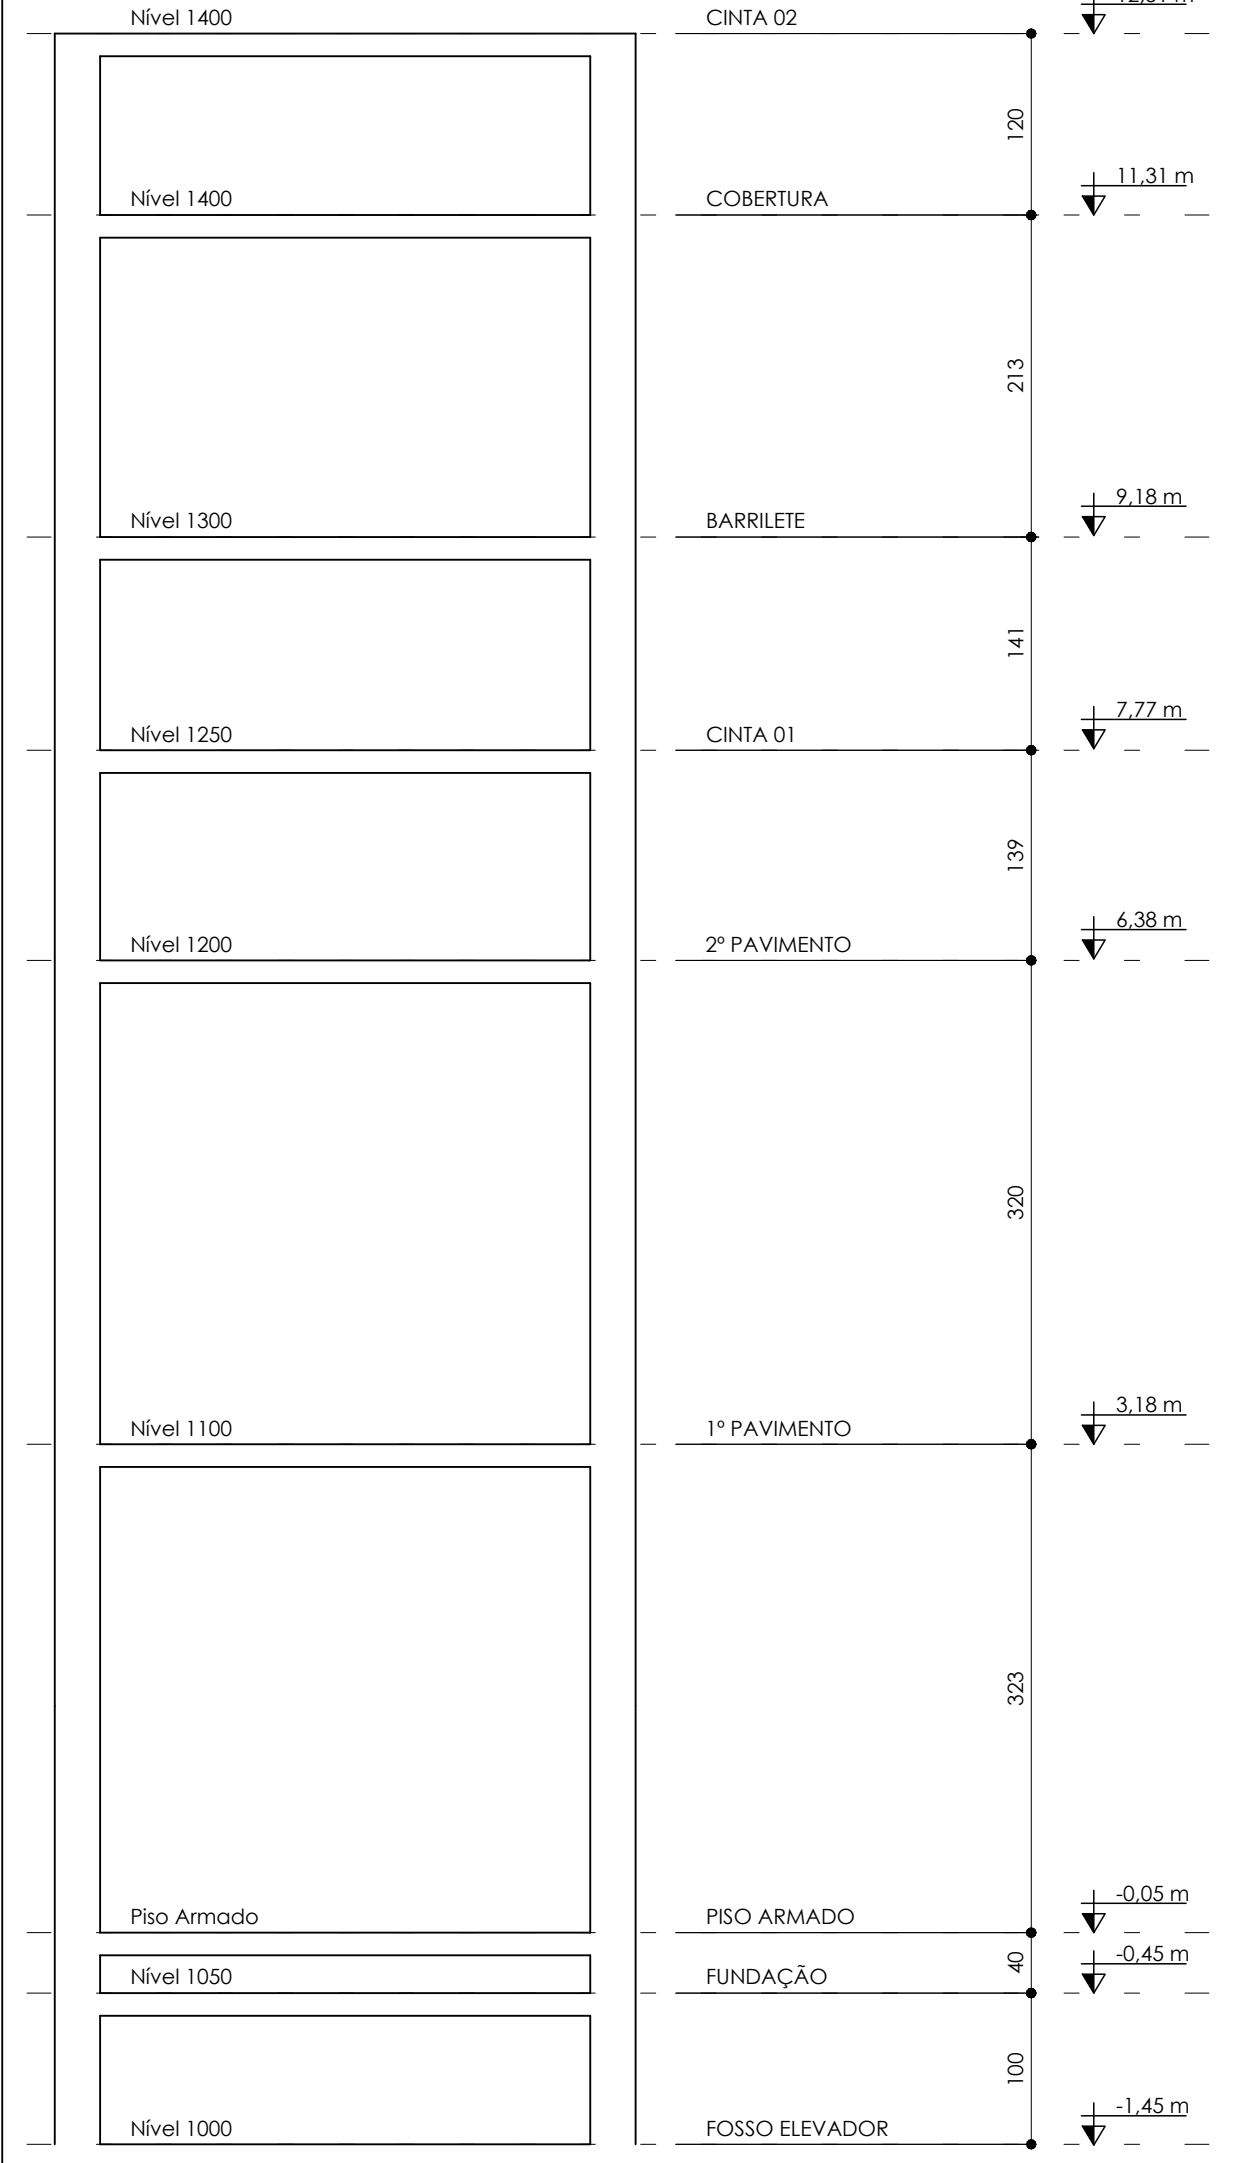 Nível 1400 CINTA 02
120
11,31 m
Nível 1400 COBERTURA
213
9,18 m
Nível 1300 BARRILETE
141
7,77 m
Nível 1250 CINTA 01
139
6,38 m
Nível 1200 2º PAVIMENTO
320
3,18 m
Nível 1100 1º PAVIMENTO
323
-0,05 m
Piso Armado PISO ARMADO
40
-0,45 m
Nível 1050 FUNDAÇÃO
100
-1,45 m
Nível 1000 FOSSO ELEVADOR